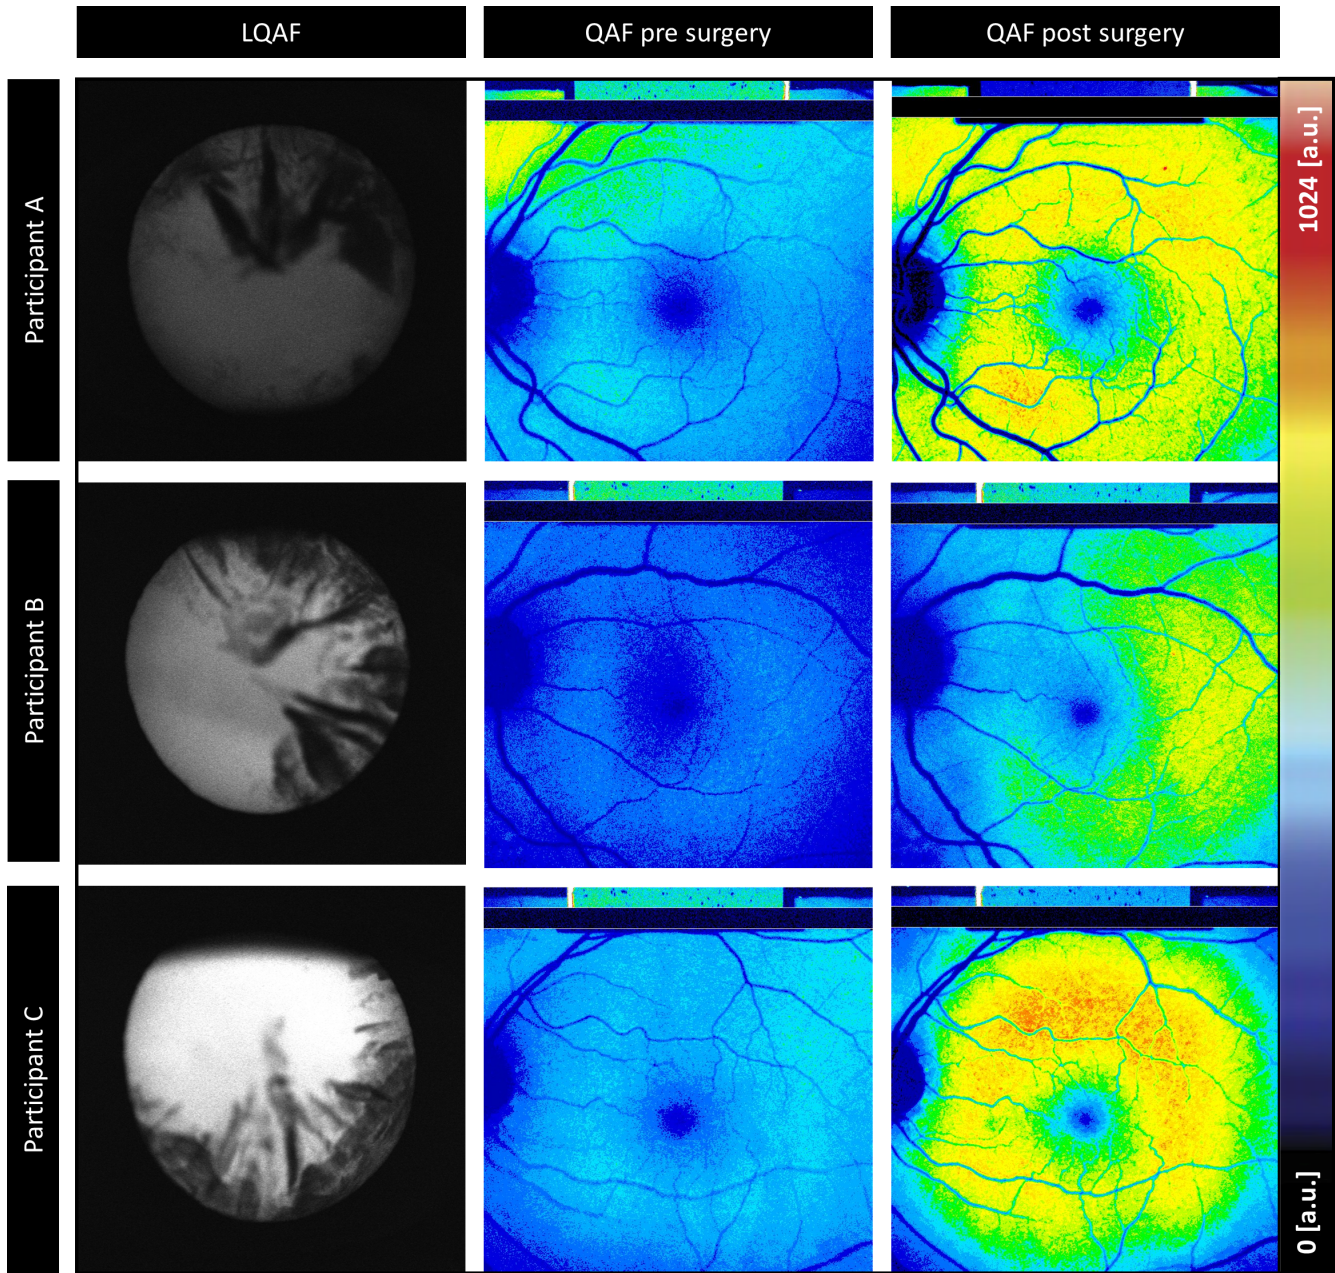 LQAF
QAF pre surgery
QAF post surgery
Participant A
1024 [a.u.]
Participant B
Participant C
0 [a.u.]